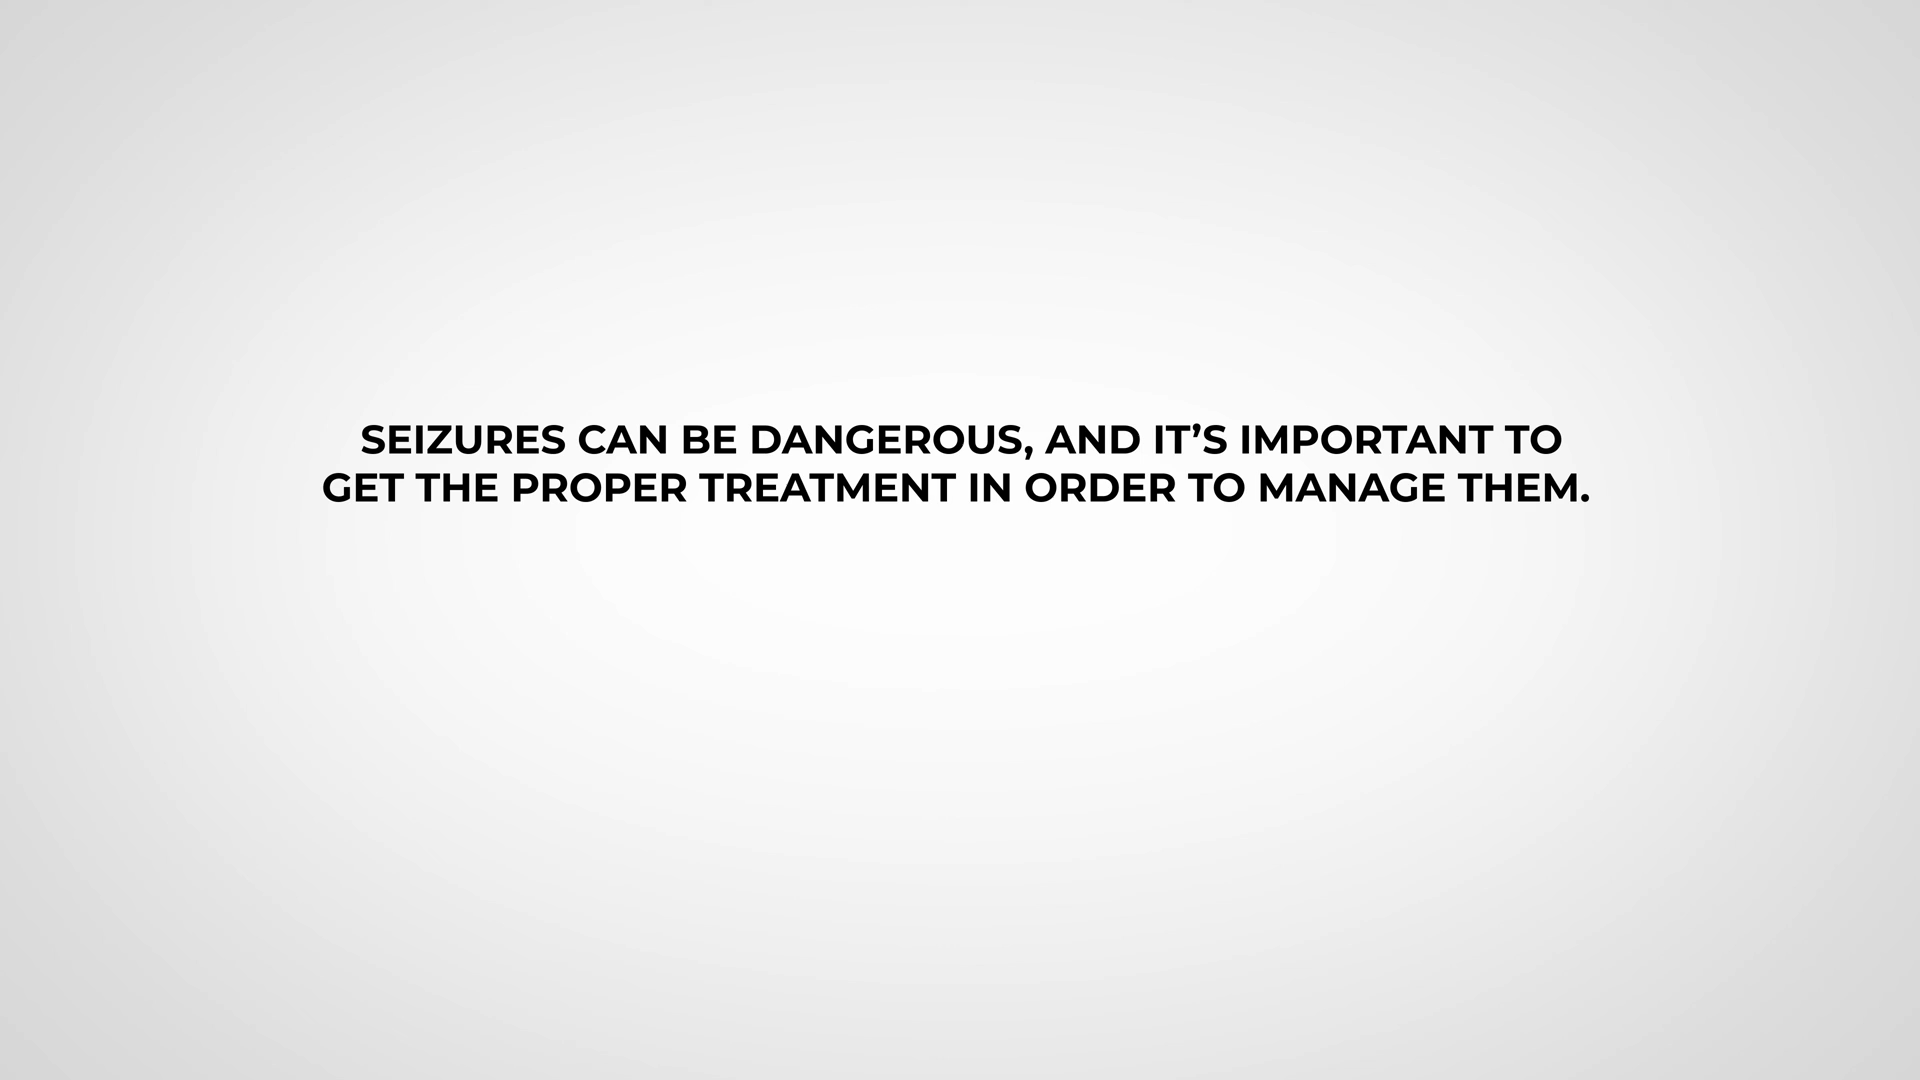 SEIZURES CAN BE DANGEROUS, AND IT’S IMPORTANT TO
GET THE PROPER TREATMENT IN ORDER TO MANAGE THEM.